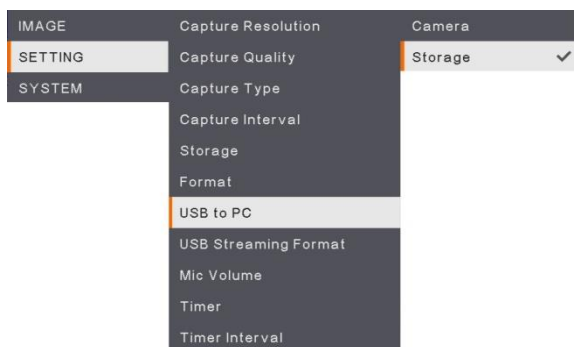 IMAGE
SETTING
SYSTEM
Capture Resolution
Capture Quality
Capture Type
Capture Interval
Storage
Format
USB to PC
USB Streaming Format
Mic Volume
Timer
Timer Interval
Camera
Storage